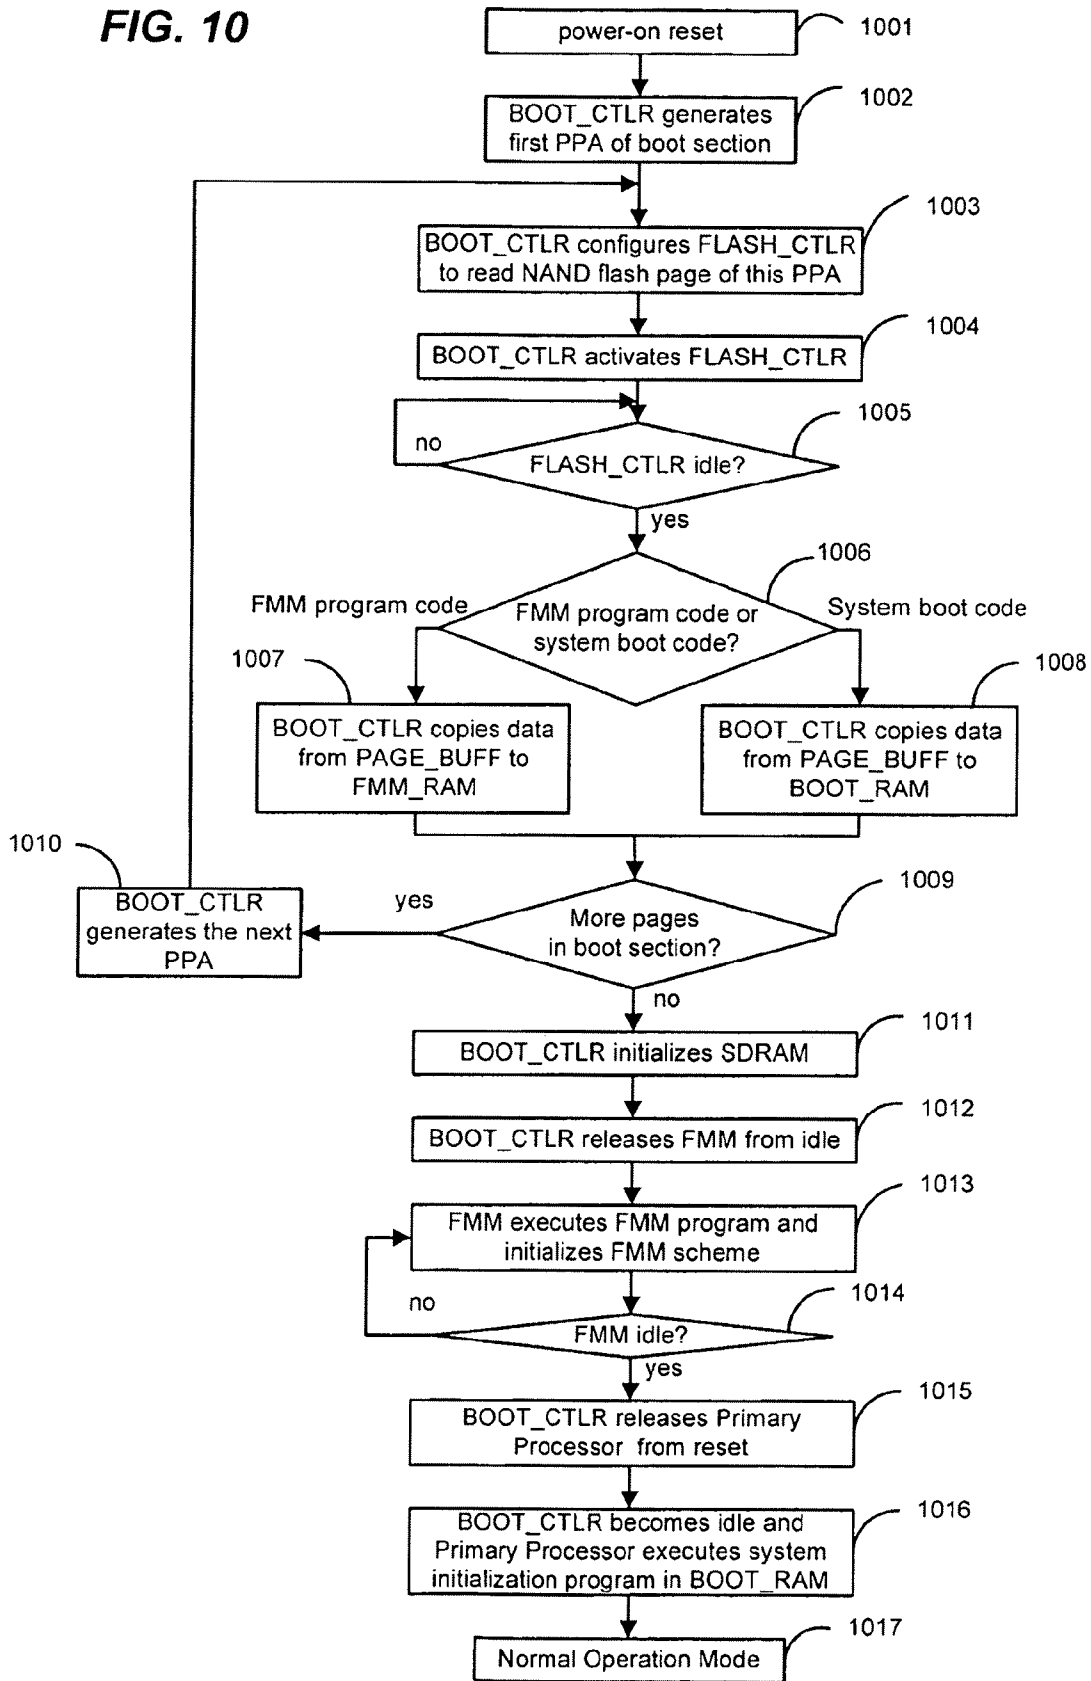 FIG. 10
power-on reset
1001
BOOT_CTLR generates
first PPA of boot section
1002
BOOT_CTLR configures FLASH_CTLR
to read NAND flash page of this PPA
1003
BOOT_CTLR activates FLASH_CTLR
1004
FLASH_CTLR idle?
1005
no
yes
FMM program code or
system boot code?
1006
FMM program code
System boot code
1007
BOOT_CTLR copies data
from PAGE_BUFF to
FMM_RAM
1008
BOOT_CTLR copies data
from PAGE_BUFF to
BOOT_RAM
1009
More pages
in boot section?
yes
no
1010
BOOT_CTLR
generates the next
PPA
1011
BOOT_CTLR initializes SDRAM
1012
BOOT_CTLR releases FMM from idle
1013
FMM executes FMM program and
initializes FMM scheme
1014
FMM idle?
no
yes
1015
BOOT_CTLR releases Primary
Processor from reset
1016
BOOT_CTLR becomes idle and
Primary Processor executes system
initialization program in BOOT_RAM
1017
Normal Operation Mode